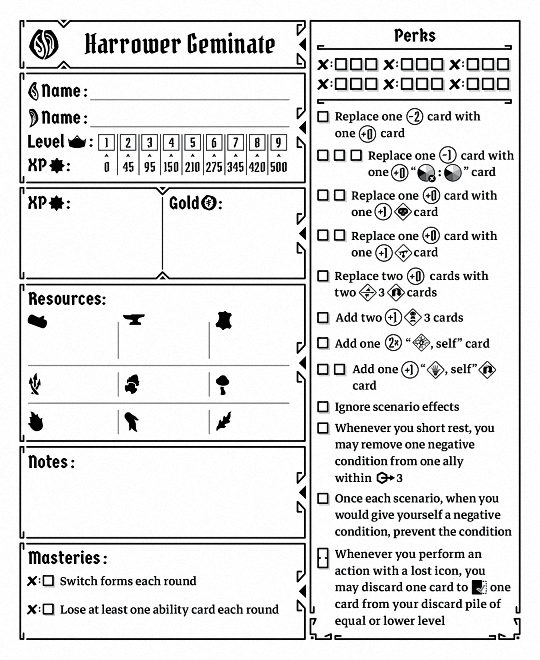 Harrower Geminate
Name:
Name:
Level : 1 2 3 4 5 6 7 8 9
XP : 0 45 95 150 210 275 345 420 500
XP : Gold :
Resources:
Notes:
Masteries:
✗: Switch forms each round
✗: Lose at least one ability card each round
Perks
✗: ✗: ✗:
✗: ✗: ✗:
Replace one -2 card with
one +0 card
Replace one -1 card with
one +0 “ : ” card
Replace one +0 card with
one +1 card
Replace one +0 card with
one +1 card
Replace two +0 cards with
two 3 cards
Add two +1 3 cards
Add one 2x “ , self” card
Add one +1 “ , self”
card
Ignore scenario effects
Whenever you short rest, you
may remove one negative
condition from one ally
within 3
Once each scenario, when you
would give yourself a negative
condition, prevent the condition
Whenever you perform an
action with a lost icon, you
may discard one card to one
card from your discard pile of
equal or lower level